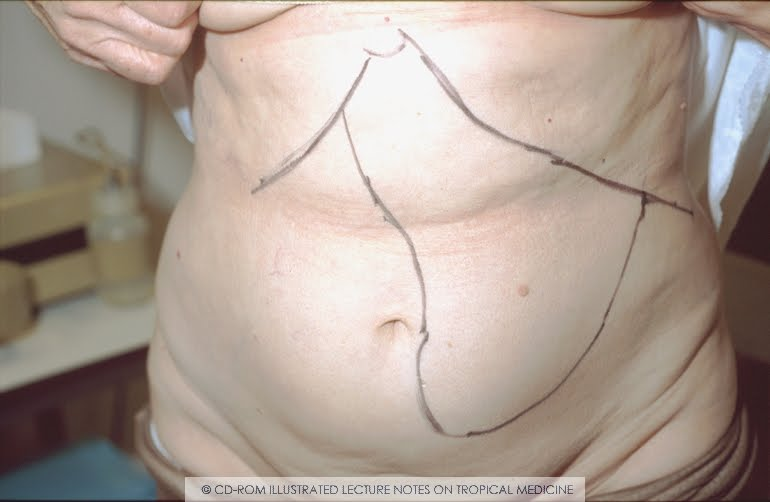 © CD-ROM ILLUSTRATED LECTURE NOTES ON TROPICAL MEDICINE